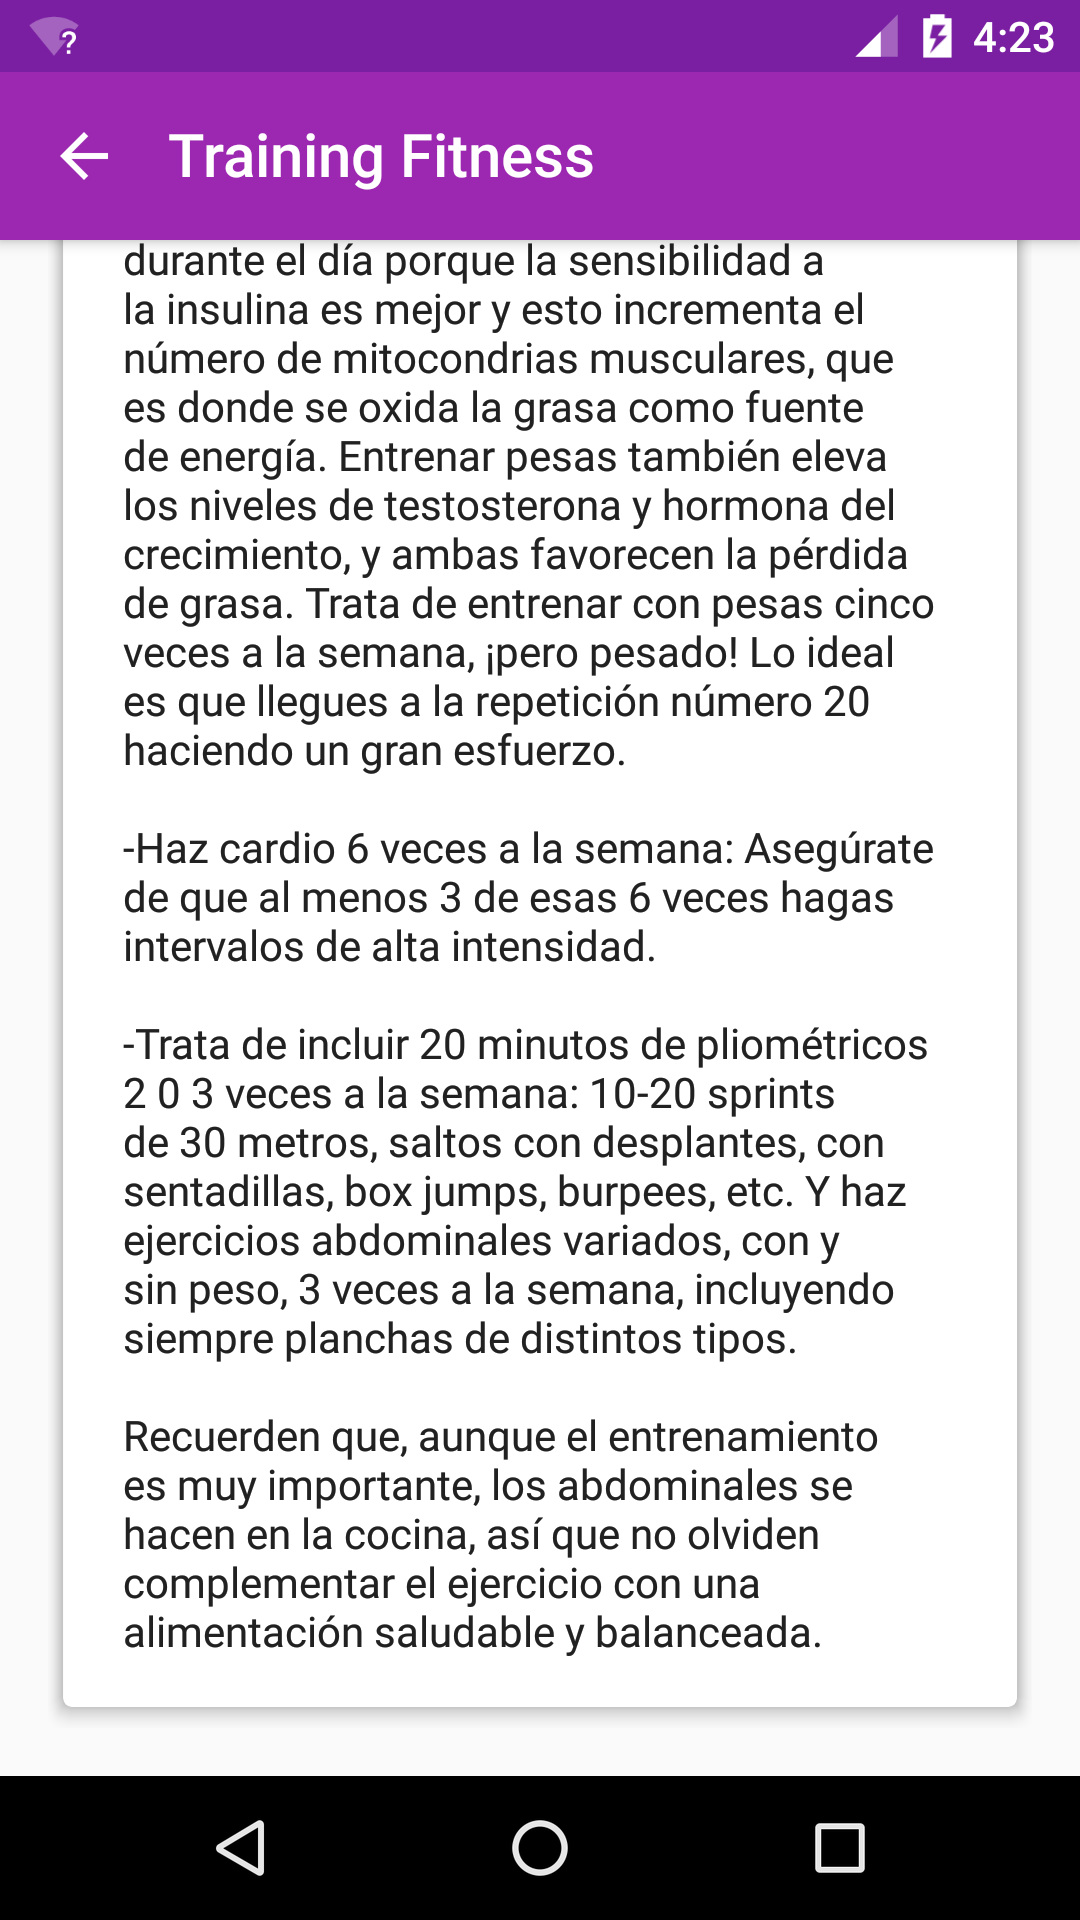 ?
4:23
Training Fitness
durante el día porque la sensibilidad a
la insulina es mejor y esto incrementa el
número de mitocondrias musculares, que
es donde se oxida la grasa como fuente
de energía. Entrenar pesas también eleva
los niveles de testosterona y hormona del
crecimiento, y ambas favorecen la pérdida
de grasa. Trata de entrenar con pesas cinco
veces a la semana, ¡pero pesado! Lo ideal
es que llegues a la repetición número 20
haciendo un gran esfuerzo.
-Haz cardio 6 veces a la semana: Asegúrate
de que al menos 3 de esas 6 veces hagas
intervalos de alta intensidad.
-Trata de incluir 20 minutos de pliométricos
2 0 3 veces a la semana: 10-20 sprints
de 30 metros, saltos con desplantes, con
sentadillas, box jumps, burpees, etc. Y haz
ejercicios abdominales variados, con y
sin peso, 3 veces a la semana, incluyendo
siempre planchas de distintos tipos.
Recuerden que, aunque el entrenamiento
es muy importante, los abdominales se
hacen en la cocina, así que no olviden
complementar el ejercicio con una
alimentación saludable y balanceada.